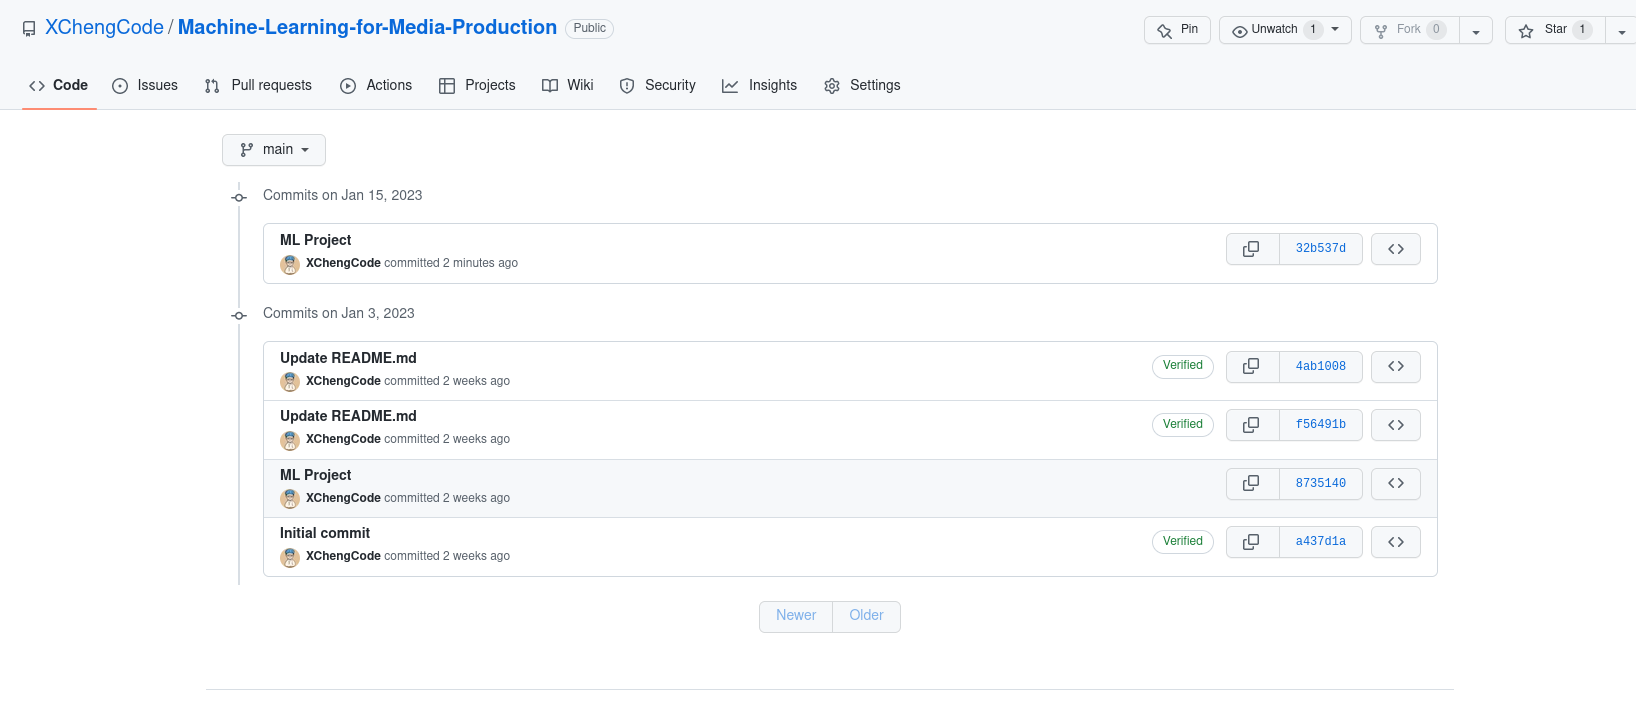 XChengCode / Machine-Learning-for-Media-Production Public
Pin Unwatch 1 Fork 0 Star 1
Code Issues Pull requests Actions Projects Wiki Security Insights Settings
main
Commits on Jan 15, 2023
ML Project
32b537d
XChengCode committed 2 minutes ago
Commits on Jan 3, 2023
Update README.md
Verified 4ab1008
XChengCode committed 2 weeks ago
Update README.md
Verified f56491b
XChengCode committed 2 weeks ago
ML Project
8735140
XChengCode committed 2 weeks ago
Initial commit
Verified a437d1a
XChengCode committed 2 weeks ago
Newer Older